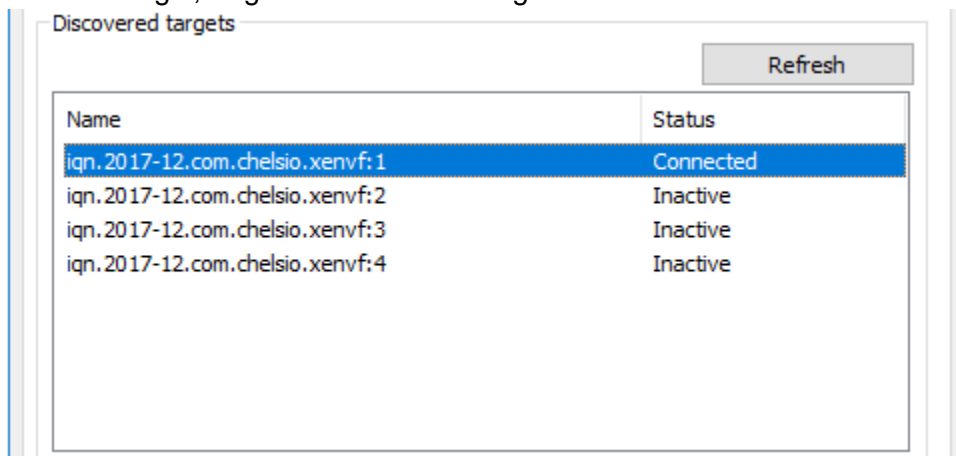 Discovered targets
Refresh
Name Status
iqn.2017-12.com.chelsio.xenvf:1 Connected
iqn.2017-12.com.chelsio.xenvf:2 Inactive
iqn.2017-12.com.chelsio.xenvf:3 Inactive
iqn.2017-12.com.chelsio.xenvf:4 Inactive